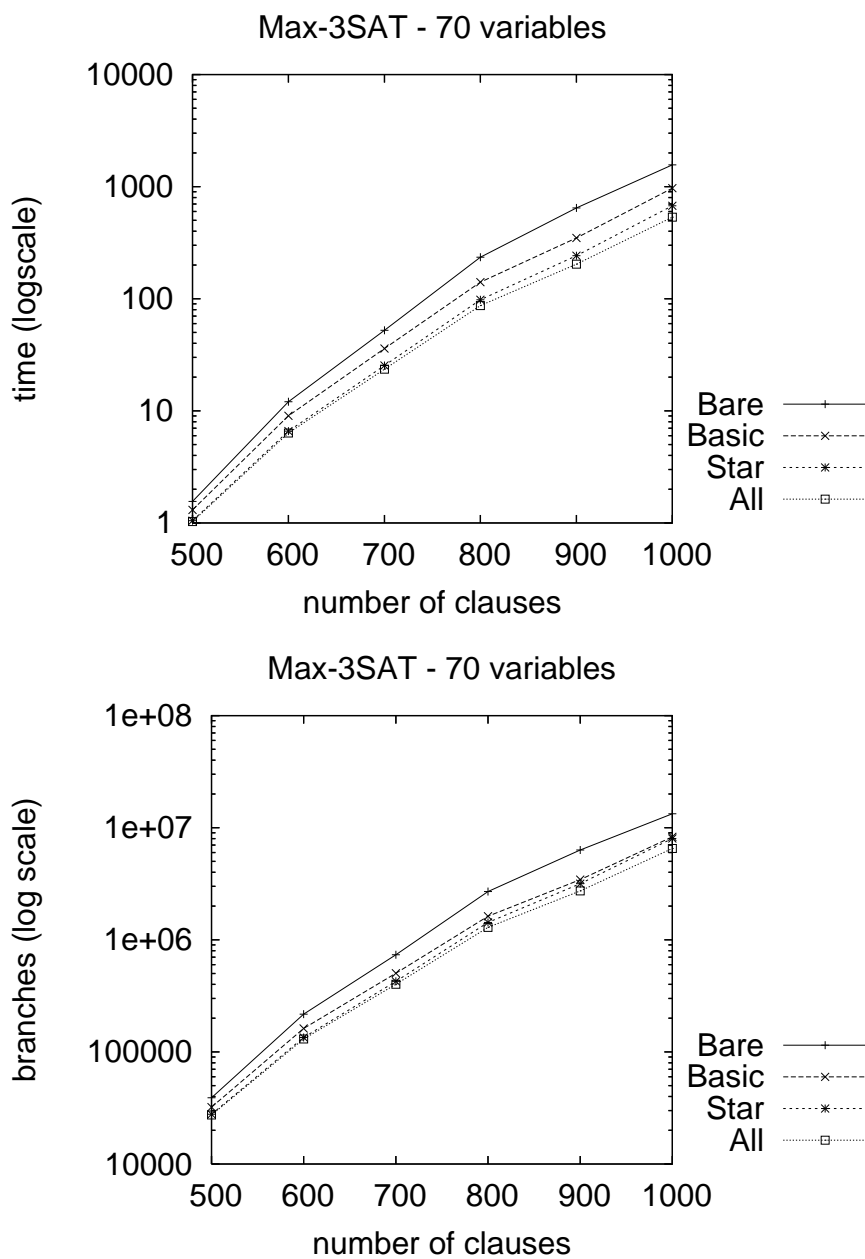 Max-3SAT - 70 variables
10000
1000
100
10
1
time (logscale)
500 600 700 800 900 1000
number of clauses
Bare
Basic
Star
All
Max-3SAT - 70 variables
1e+08
1e+07
1e+06
100000
10000
branches (log scale)
500 600 700 800 900 1000
number of clauses
Bare
Basic
Star
All